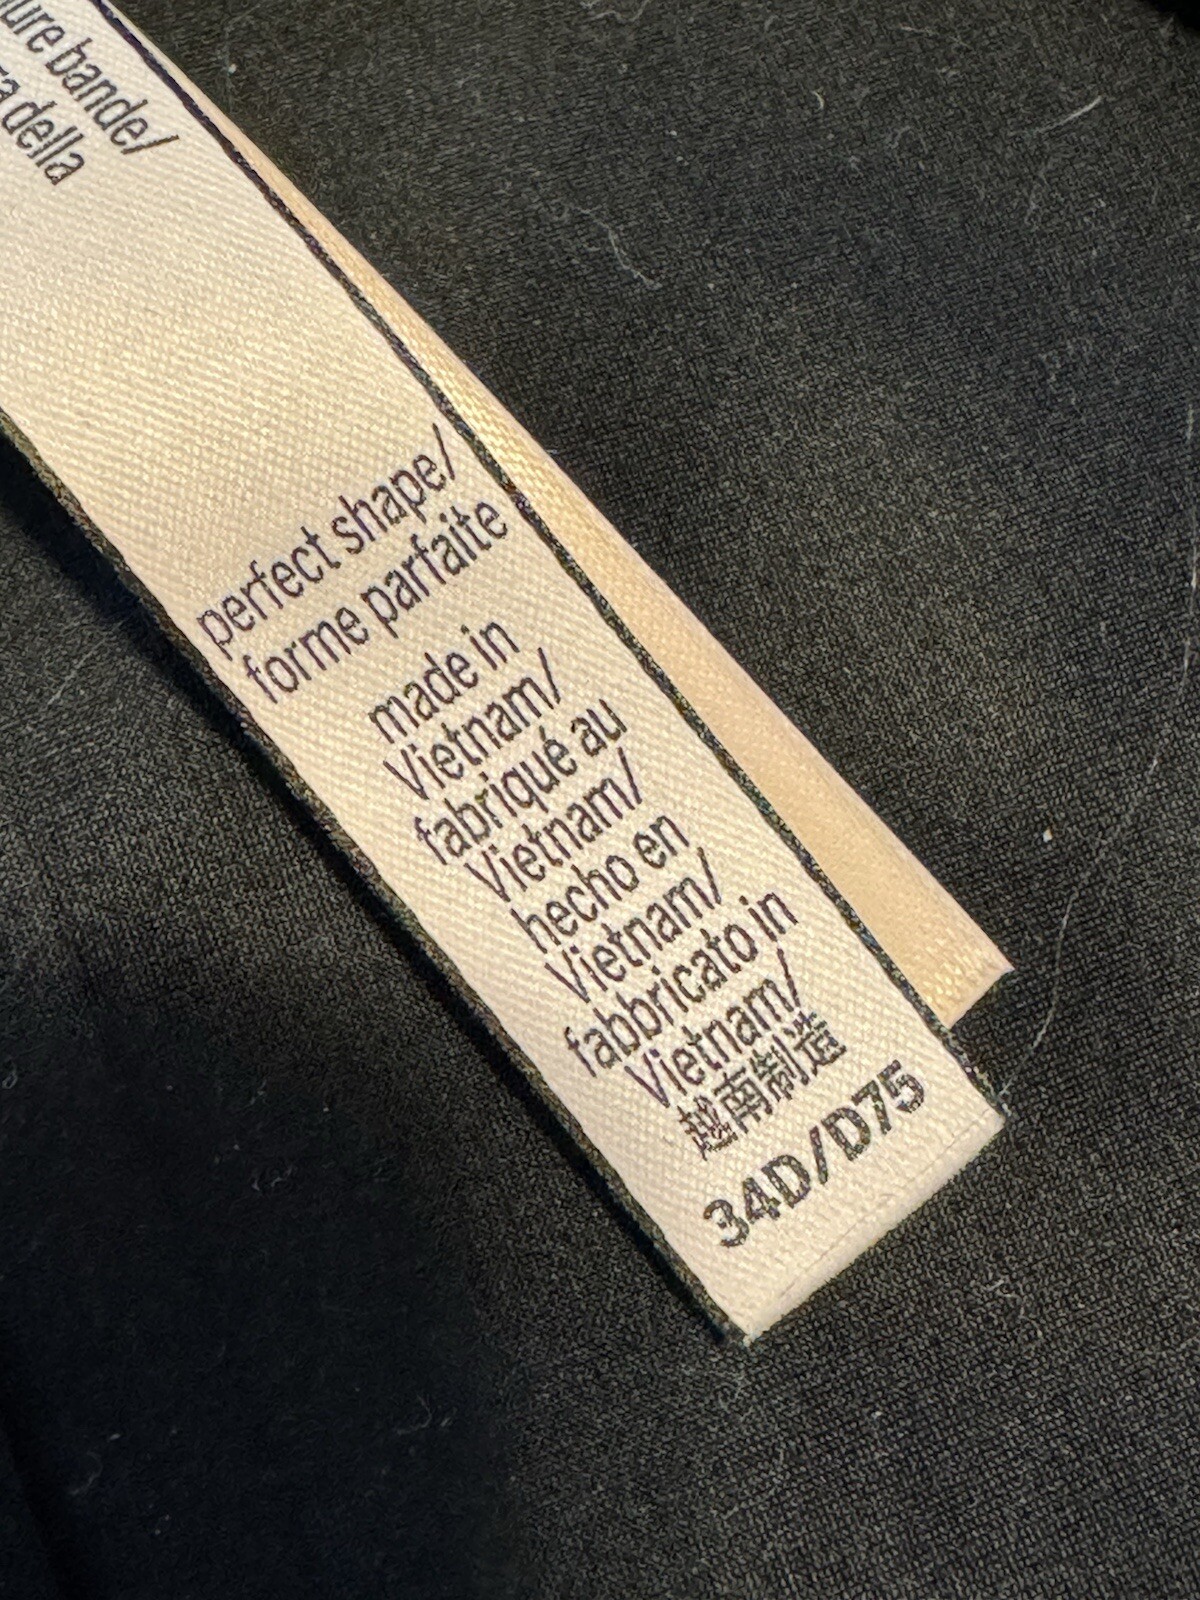 bande/
della
perfect shape/
forme parfaite
made in
Vietnam/
fabriqué au
Vietnam/
hecho en
Vietnam/
fabbricato in
Vietnam/
越南制造
34D/D75